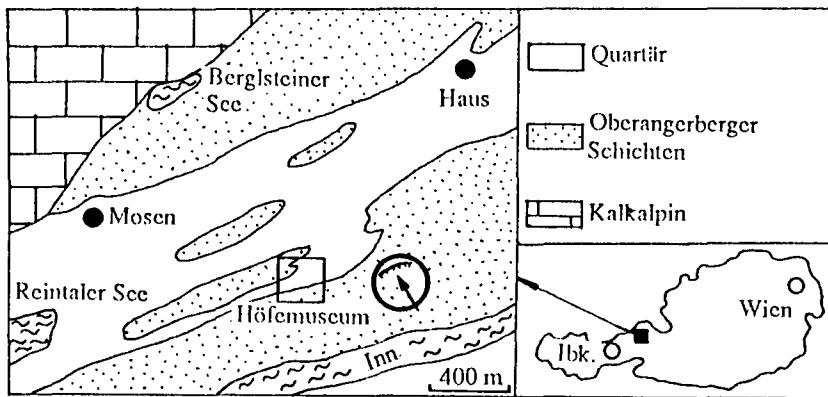 Berglsteiner
See
Haus
Mosen
Reintaler See
Höfemuseum
Inn
400 m
Quartär
Oberangerberger
Schichten
Kalkalpin
Wien
Ibk.